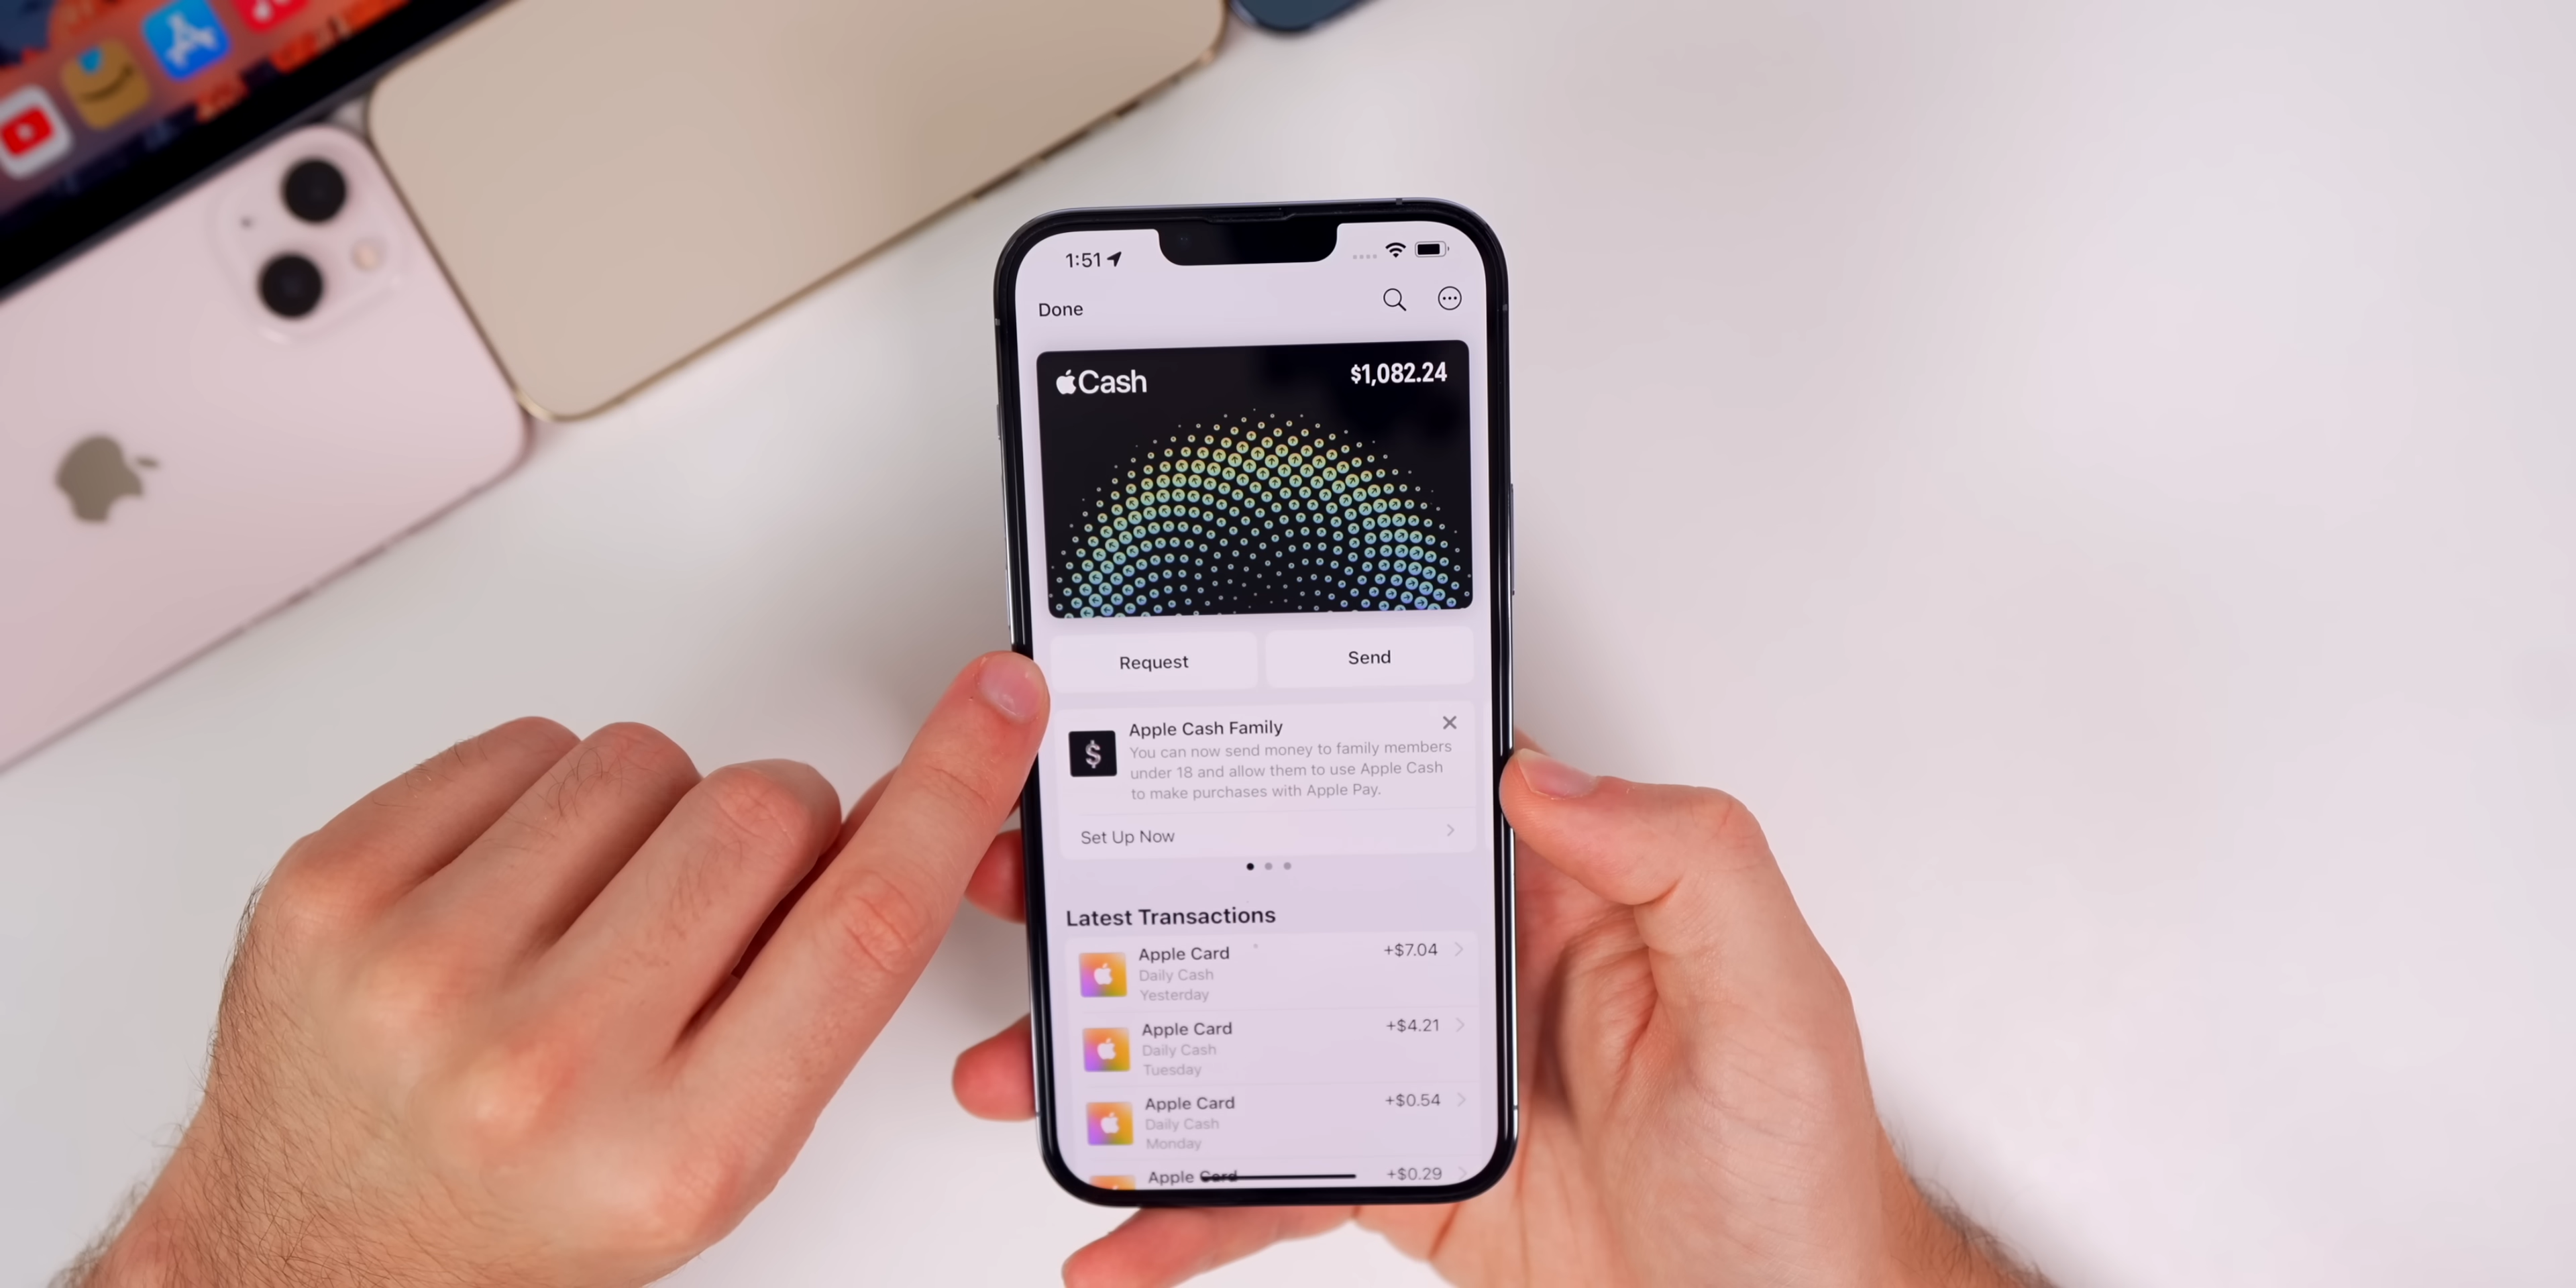 1:51
Done
Cash
$1,082.24
Request
Send
$
Apple Cash Family
You can now send money to family members
under 18 and allow them to use Apple Cash
to make purchases with Apple Pay.
Set Up Now
Latest Transactions
Apple Card
+$7.04
Daily Cash
Yesterday
Apple Card
+$4.21
Daily Cash
Tuesday
Apple Card
+$0.54
Daily Cash
Monday
Apple Card
+$0.29